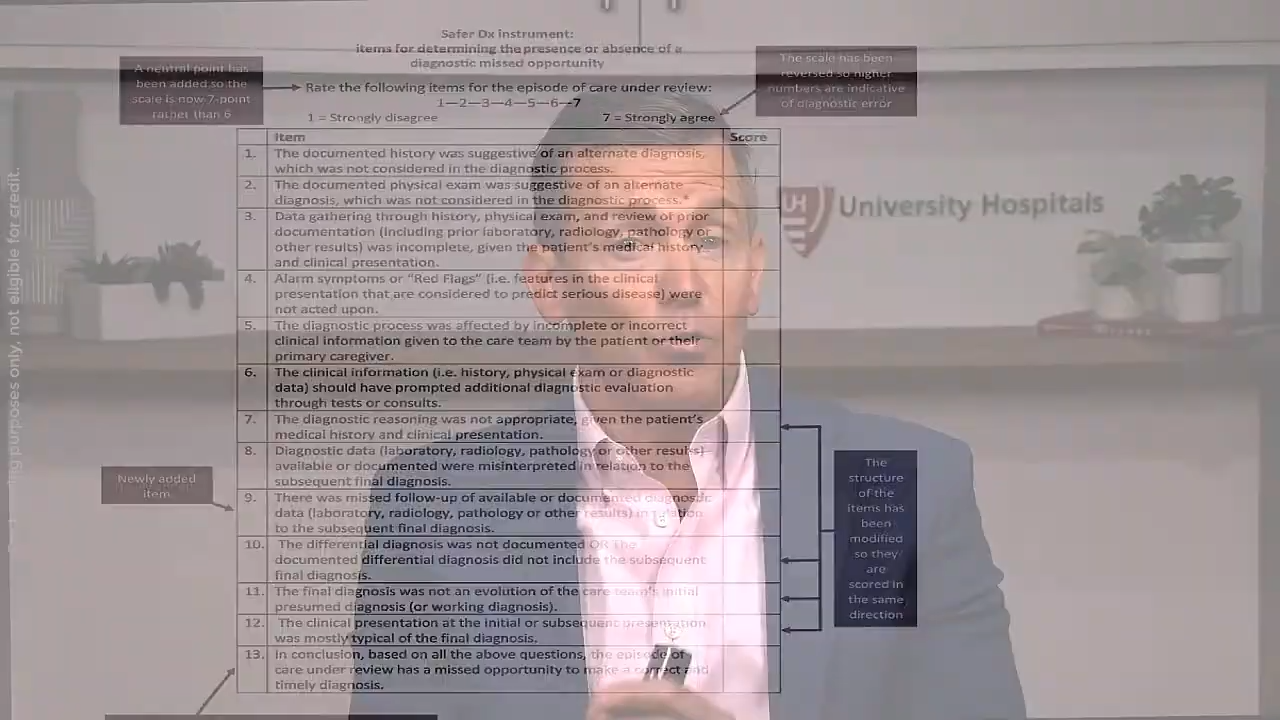 Safer Dx instrument:
items for determining the presence or absence of a
diagnostic missed opportunity
A neutral point has
been added so the
scale is now 7-point
rather than 6
The scale has been
reversed so higher
numbers are indicative
of diagnostic error
Rate the following items for the episode of care under review:
1—2—3—4—5—6—7
1 = Strongly disagree 7 = Strongly agree
Item Score
1. The documented history was suggestive of an alternate diagnosis,
which was not considered in the diagnostic process.
2. The documented physical exam was suggestive of an alternate
diagnosis, which was not considered in the diagnostic process.*
3. Data gathering through history, physical exam, and review of prior
documentation (including prior laboratory, radiology, pathology or
other results) was incomplete, given the patient's medical history
and clinical presentation.
4. Alarm symptoms or "Red Flags" (i.e. features in the clinical
presentation that are considered to predict serious disease) were
not acted upon.
5. The diagnostic process was affected by incomplete or incorrect
clinical information given to the care team by the patient or their
primary caregiver.
6. The clinical information (i.e. history, physical exam or diagnostic
data) should have prompted additional diagnostic evaluation
through tests or consults.
7. The diagnostic reasoning was not appropriate, given the patient's
medical history and clinical presentation.
8. Diagnostic data (laboratory, radiology, pathology or other results)
available or documented were misinterpreted in relation to the
subsequent final diagnosis.
9. There was missed follow-up of available or documented diagnostic
data (laboratory, radiology, pathology or other results) in relation
to the subsequent final diagnosis.
10. The differential diagnosis was not documented OR The
documented differential diagnosis did not include the subsequent
final diagnosis.
11. The final diagnosis was not an evolution of the care team's initial
presumed diagnosis (or working diagnosis).
12. The clinical presentation at the initial or subsequent presentation
was mostly typical of the final diagnosis.
13. In conclusion, based on all the above questions, the episode of
care under review has a missed opportunity to make a correct and
timely diagnosis.
Newly added
item.
The
structure
of the
items has
been
modified
so they
are
scored in
the same
direction
UH
University Hospitals
purposes only, not eligible for credit.